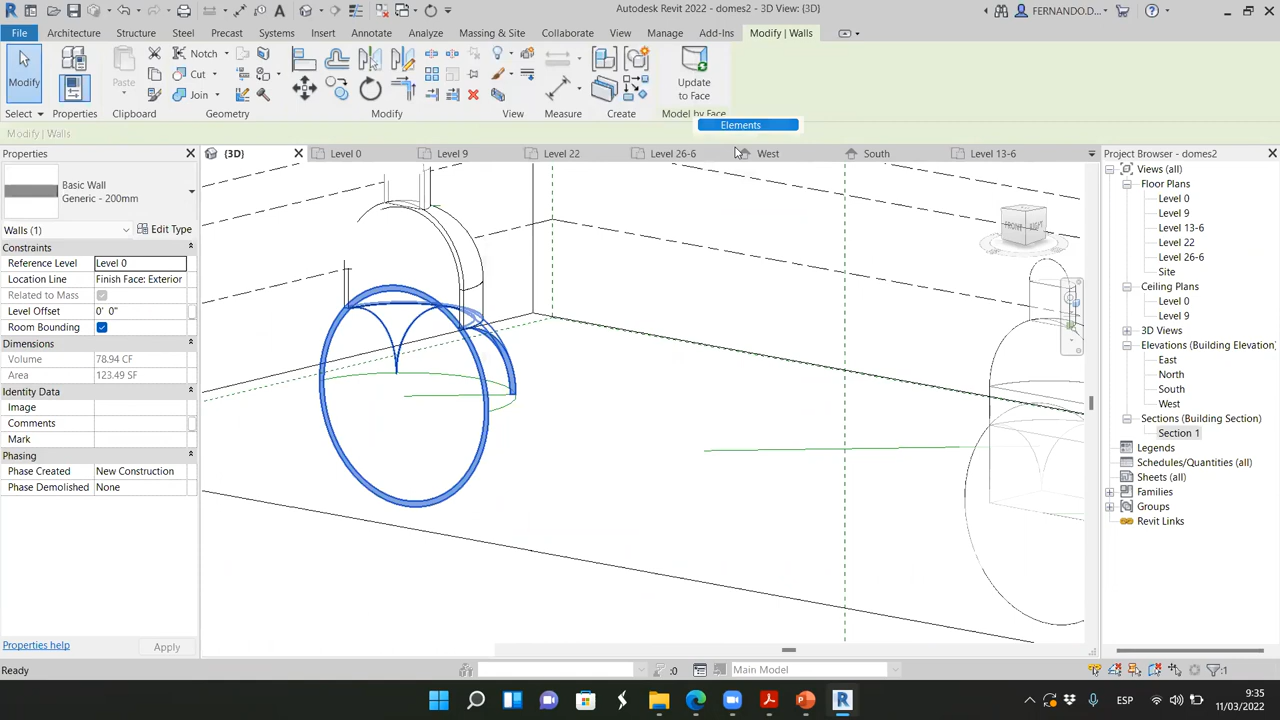 Autodesk Revit 2022 - domes2 - 3D View: {3D}
FERNANDO.D...
File
Architecture
Structure
Steel
Precast
Systems
Insert
Annotate
Analyze
Massing & Site
Collaborate
View
Manage
Add-Ins
Modify | Walls
Modify
Paste
Notch
Cut
Join
Update
to Face
Select
Properties
Clipboard
Geometry
Modify
View
Measure
Create
Model by Face
Elements
Modify | Walls
Properties
{3D}
Level 0
Level 9
Level 22
Level 26-6
West
South
Level 13-6
Project Browser - domes2
Basic Wall
Generic - 200mm
Walls (1)
Edit Type
Constraints
Reference Level Level 0
Location Line Finish Face: Exterior
Related to Mass
Level Offset 0' 0"
Room Bounding
Dimensions
Volume 78.94 CF
Area 123.49 SF
Identity Data
Image
Comments
Mark
Phasing
Phase Created New Construction
Phase Demolished None
Properties help
Apply
FRONT
RIGHT
Views (all)
Floor Plans
Level 0
Level 9
Level 13-6
Level 22
Level 26-6
Site
Ceiling Plans
Level 0
Level 9
3D Views
Elevations (Building Elevation)
East
North
South
West
Sections (Building Section)
Section 1
Legends
Schedules/Quantities (all)
Sheets (all)
Families
Groups
Revit Links
Ready
:0
Main Model
:1
ESP
9:35
11/03/2022